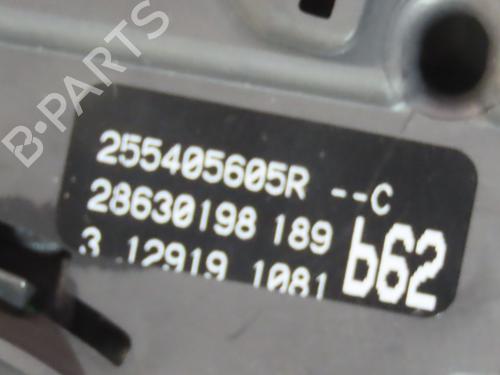 B-PARTS
255405605R --C
28630198 189
3 12919 1081
b62